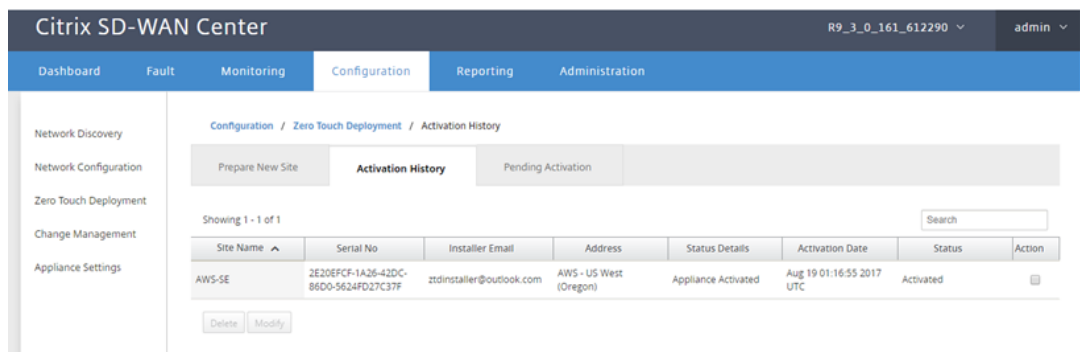 Citrix SD-WAN Center
R9_3_0_161_612290
admin
Dashboard Fault Monitoring Configuration Reporting Administration
Network Discovery
Network Configuration
Zero Touch Deployment
Change Management
Appliance Settings
Configuration / Zero Touch Deployment / Activation History
Prepare New Site Activation History Pending Activation
Showing 1 - 1 of 1
Search
Site Name Serial No Installer Email Address Status Details Activation Date Status Action
AWS-SE
2E20EFCF-1A26-42DC-
86D0-5624FD27C37F
ztdinstaller@outlook.com
AWS - US West
(Oregon)
Appliance Activated
Aug 19 01:16:55 2017
UTC
Activated
Delete Modify